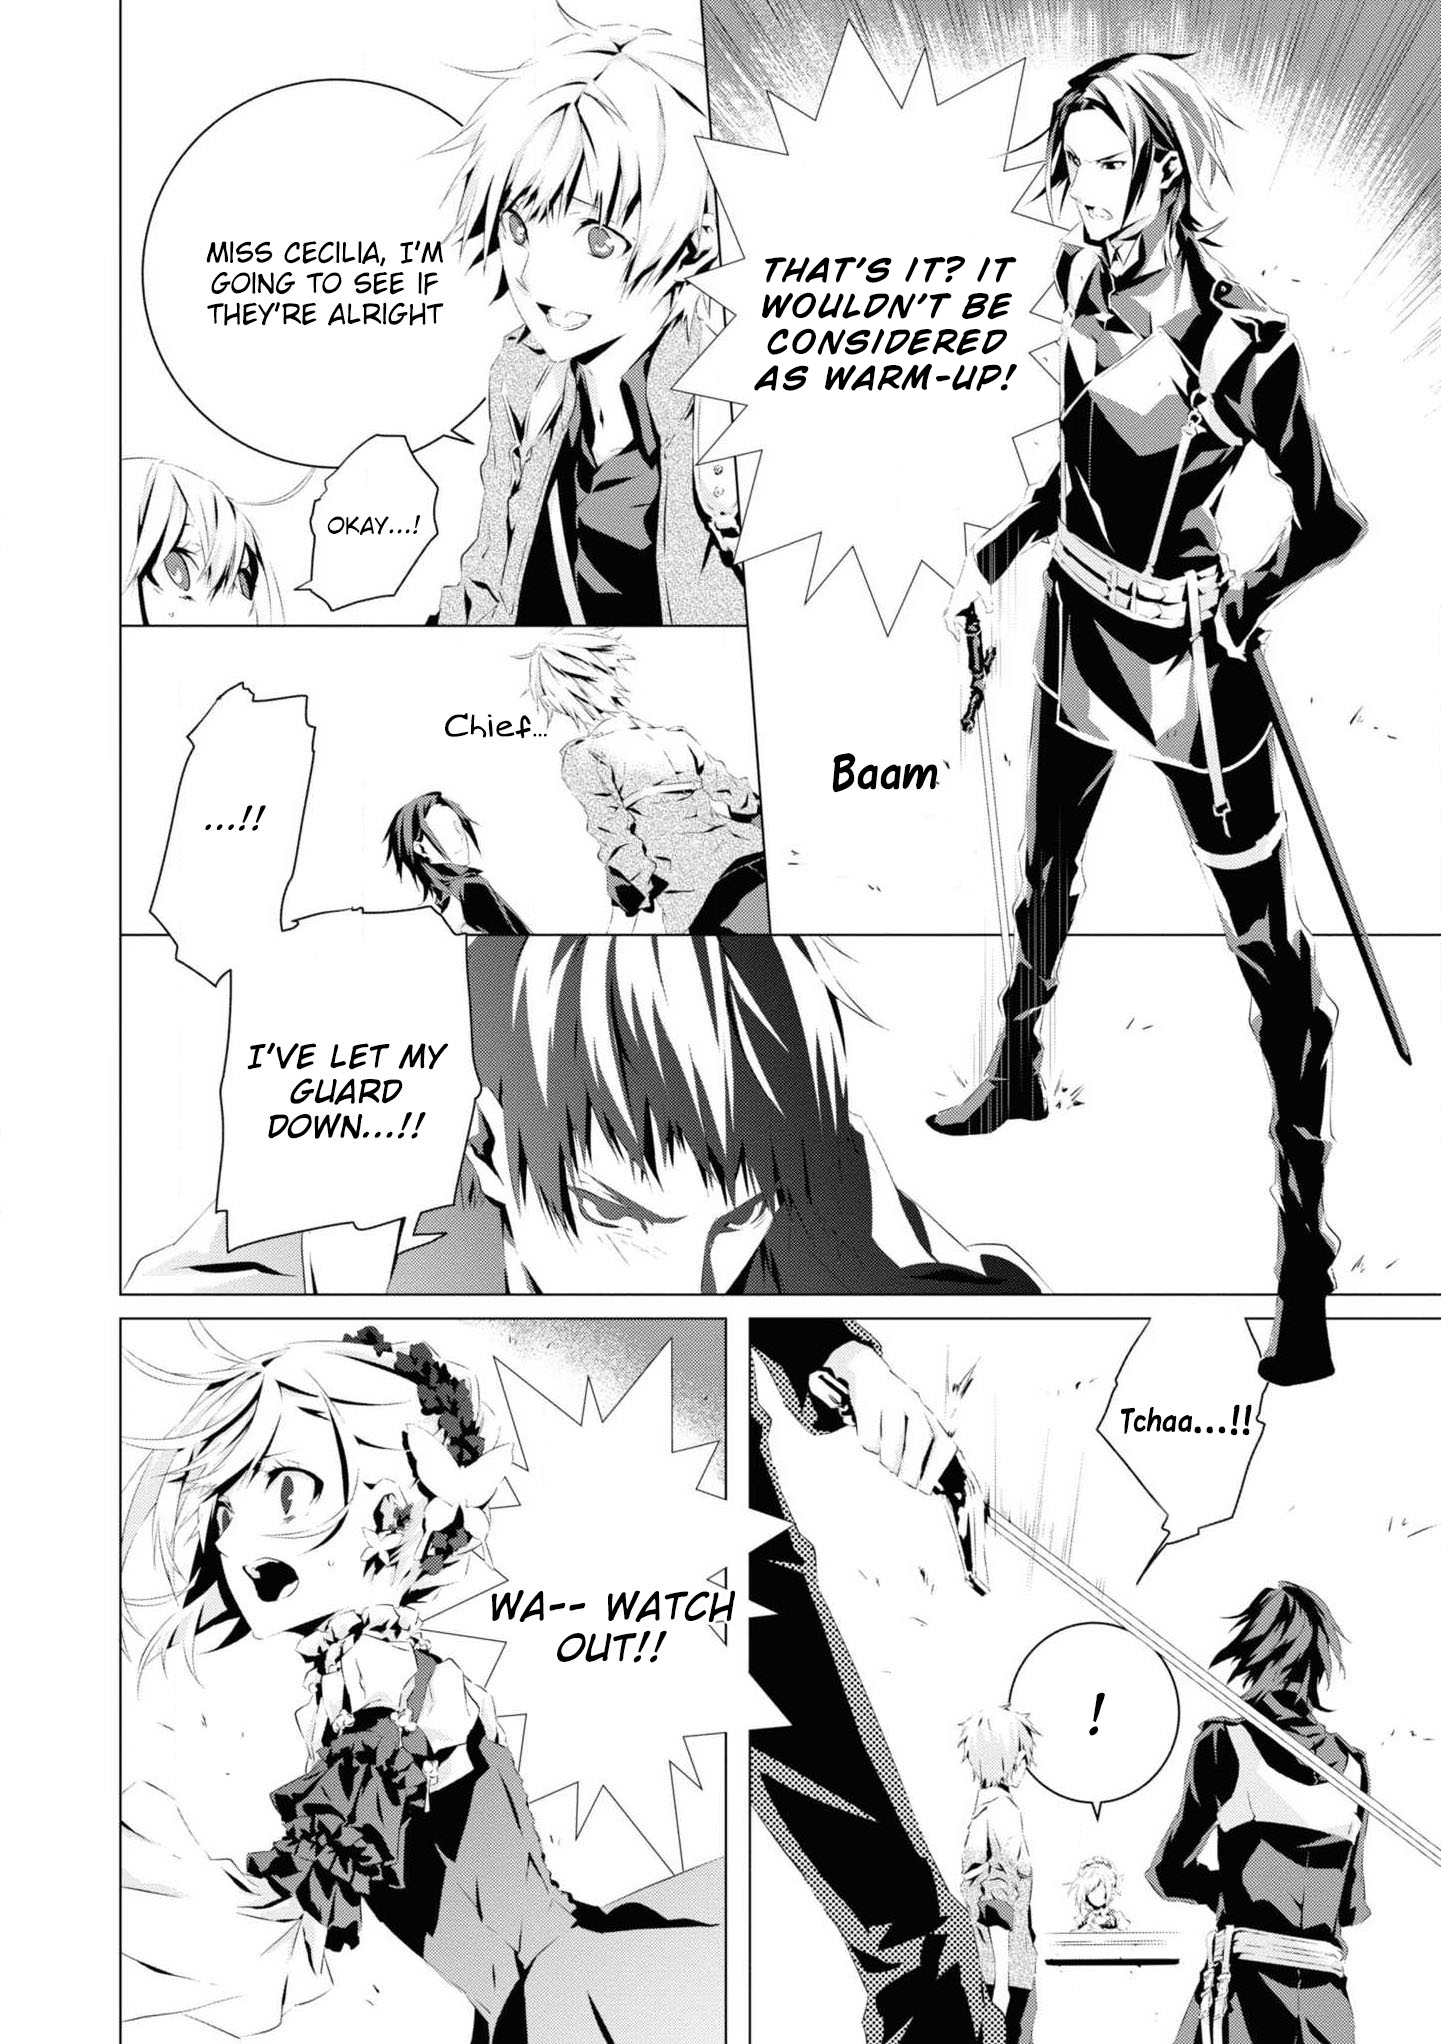 THAT'S IT? IT
WOULDN'T BE
CONSIDERED
AS WARM-UP!
Baam
MISS CECILIA, I'M
GOING TO SEE IF
THEY'RE ALRIGHT
OKAY...!
Chief...
...!!
I'VE LET MY
GUARD
DOWN...!!
Tchaa...!!
!
WA-- WATCH
OUT!!